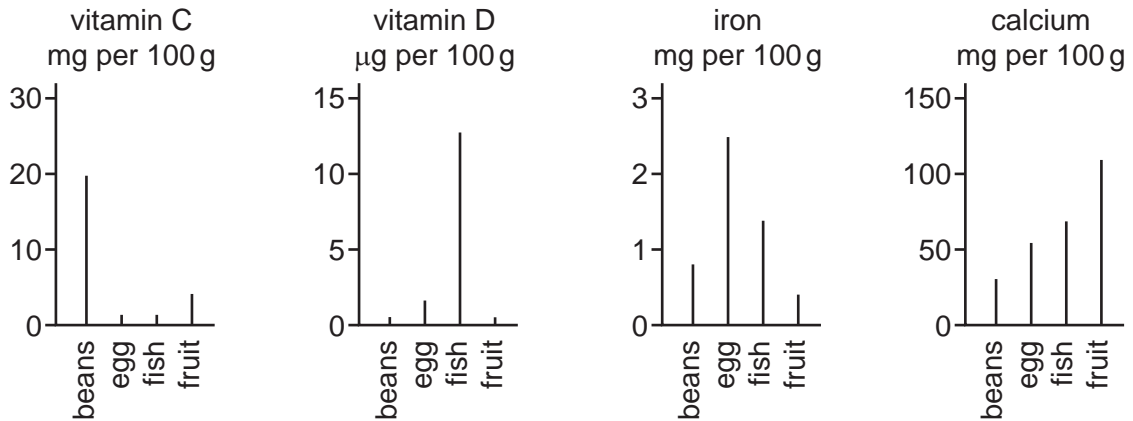 vitamin C
mg per 100 g
30
20
10
0
beans
egg
fish
fruit
vitamin D
μg per 100 g
15
10
5
0
beans
egg
fish
fruit
iron
mg per 100 g
3
2
1
0
beans
egg
fish
fruit
calcium
mg per 100 g
150
100
50
0
beans
egg
fish
fruit